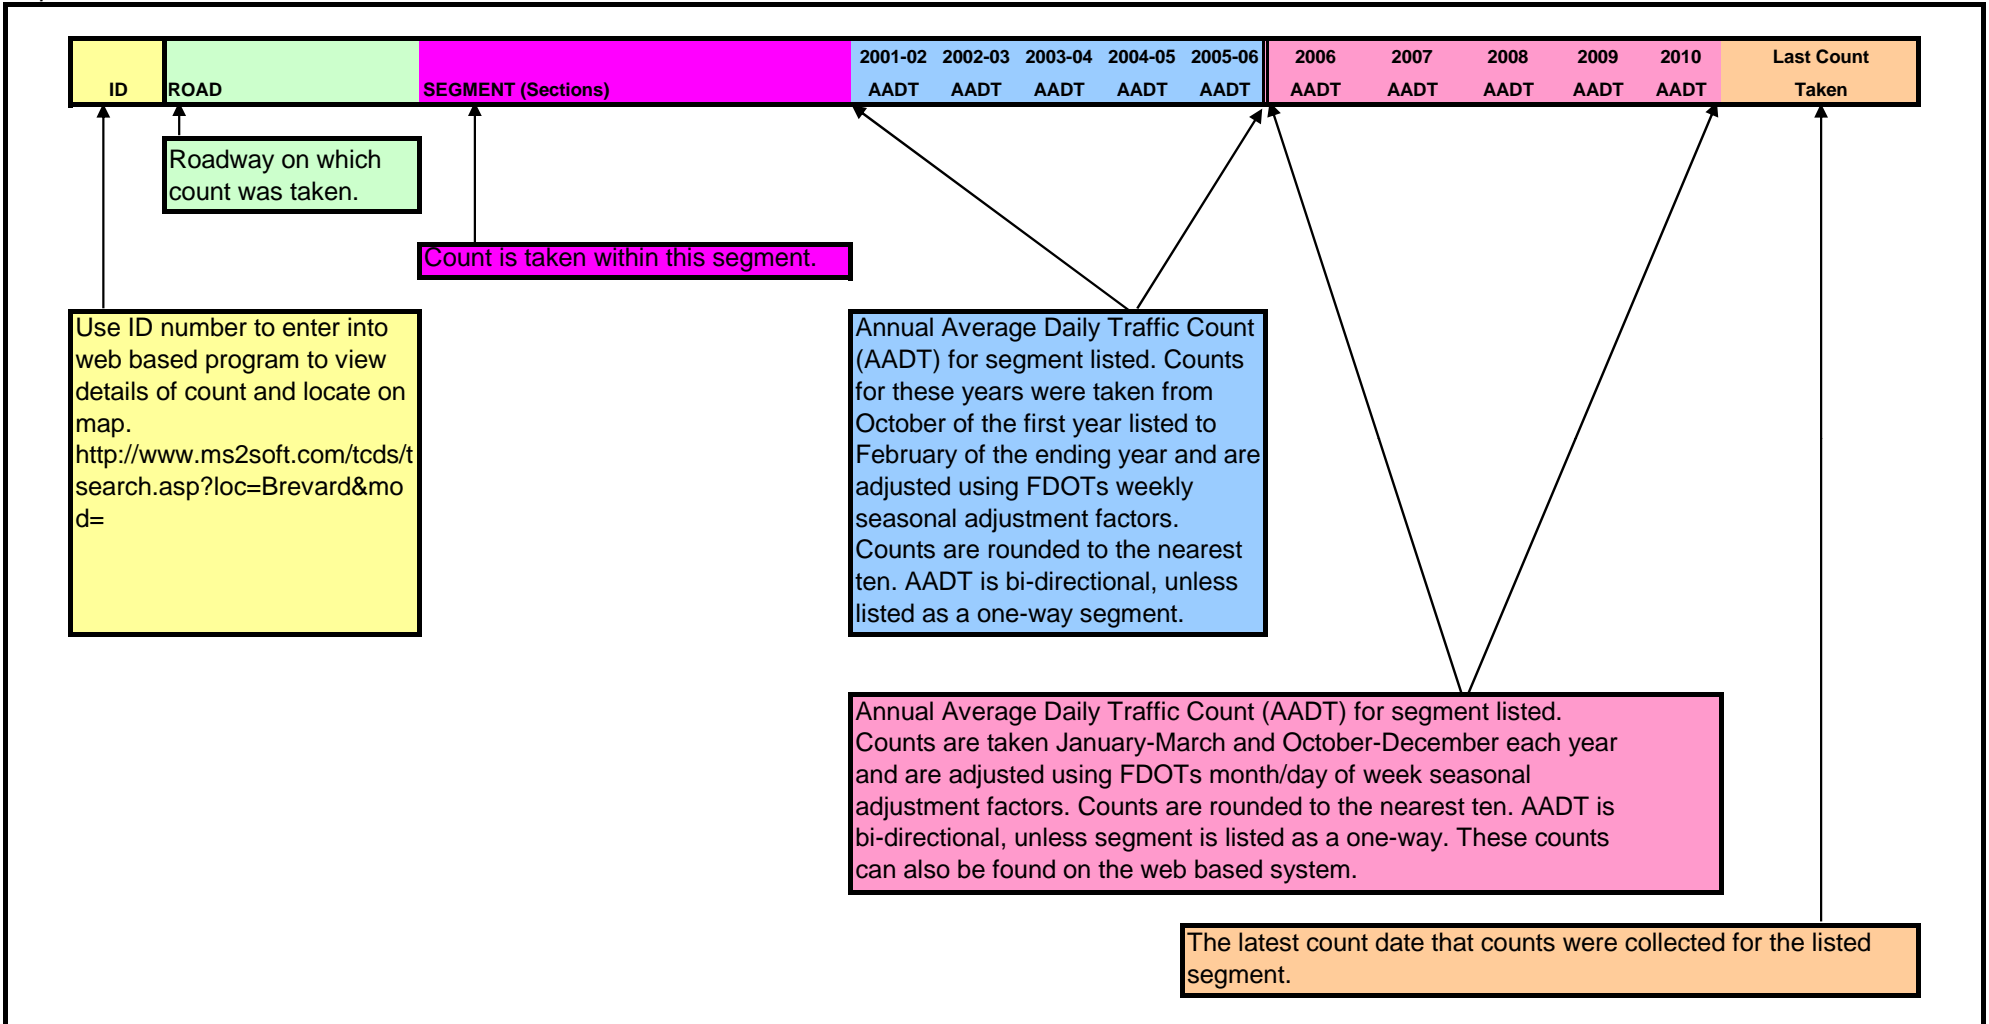 2001-02 2002-03 2003-04 2004-05 2005-06 2006 2007 2008 2009 2010 Last Count
ID ROAD SEGMENT (Sections) AADT AADT AADT AADT AADT AADT AADT AADT AADT AADT Taken
Roadway on which
count was taken.
Count is taken within this segment.
Use ID number to enter into
web based program to view
details of count and locate on
map.
http://www.ms2soft.com/tcds/t
search.asp?loc=Brevard&mo
d=
Annual Average Daily Traffic Count
(AADT) for segment listed. Counts
for these years were taken from
October of the first year listed to
February of the ending year and are
adjusted using FDOTs weekly
seasonal adjustment factors.
Counts are rounded to the nearest
ten. AADT is bi-directional, unless
listed as a one-way segment.
Annual Average Daily Traffic Count (AADT) for segment listed.
Counts are taken January-March and October-December each year
and are adjusted using FDOTs month/day of week seasonal
adjustment factors. Counts are rounded to the nearest ten. AADT is
bi-directional, unless segment is listed as a one-way. These counts
can also be found on the web based system.
The latest count date that counts were collected for the listed
segment.